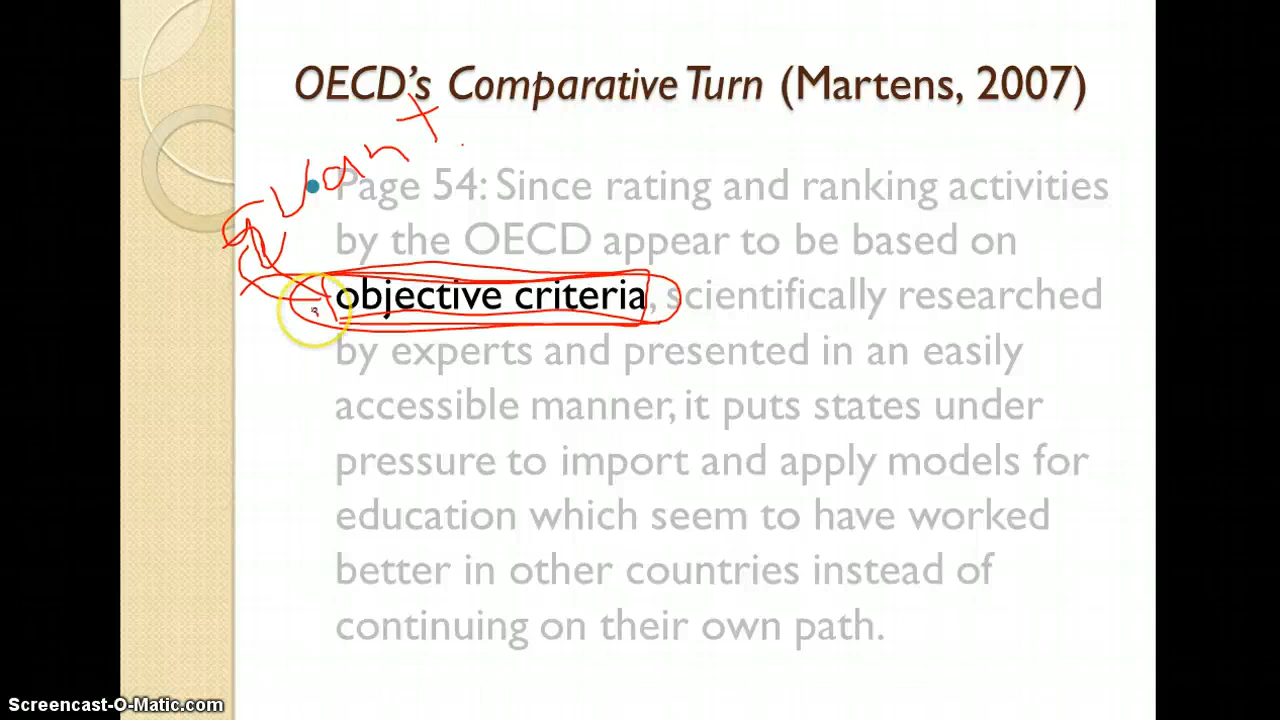 OECD's Comparative Turn (Martens, 2007)
quant
Page 54: Since rating and ranking activities
by the OECD appear to be based on
objective criteria, scientifically researched
by experts and presented in an easily
accessible manner, it puts states under
pressure to import and apply models for
education which seem to have worked
better in other countries instead of
continuing on their own path.
Screencast-O-Matic.com